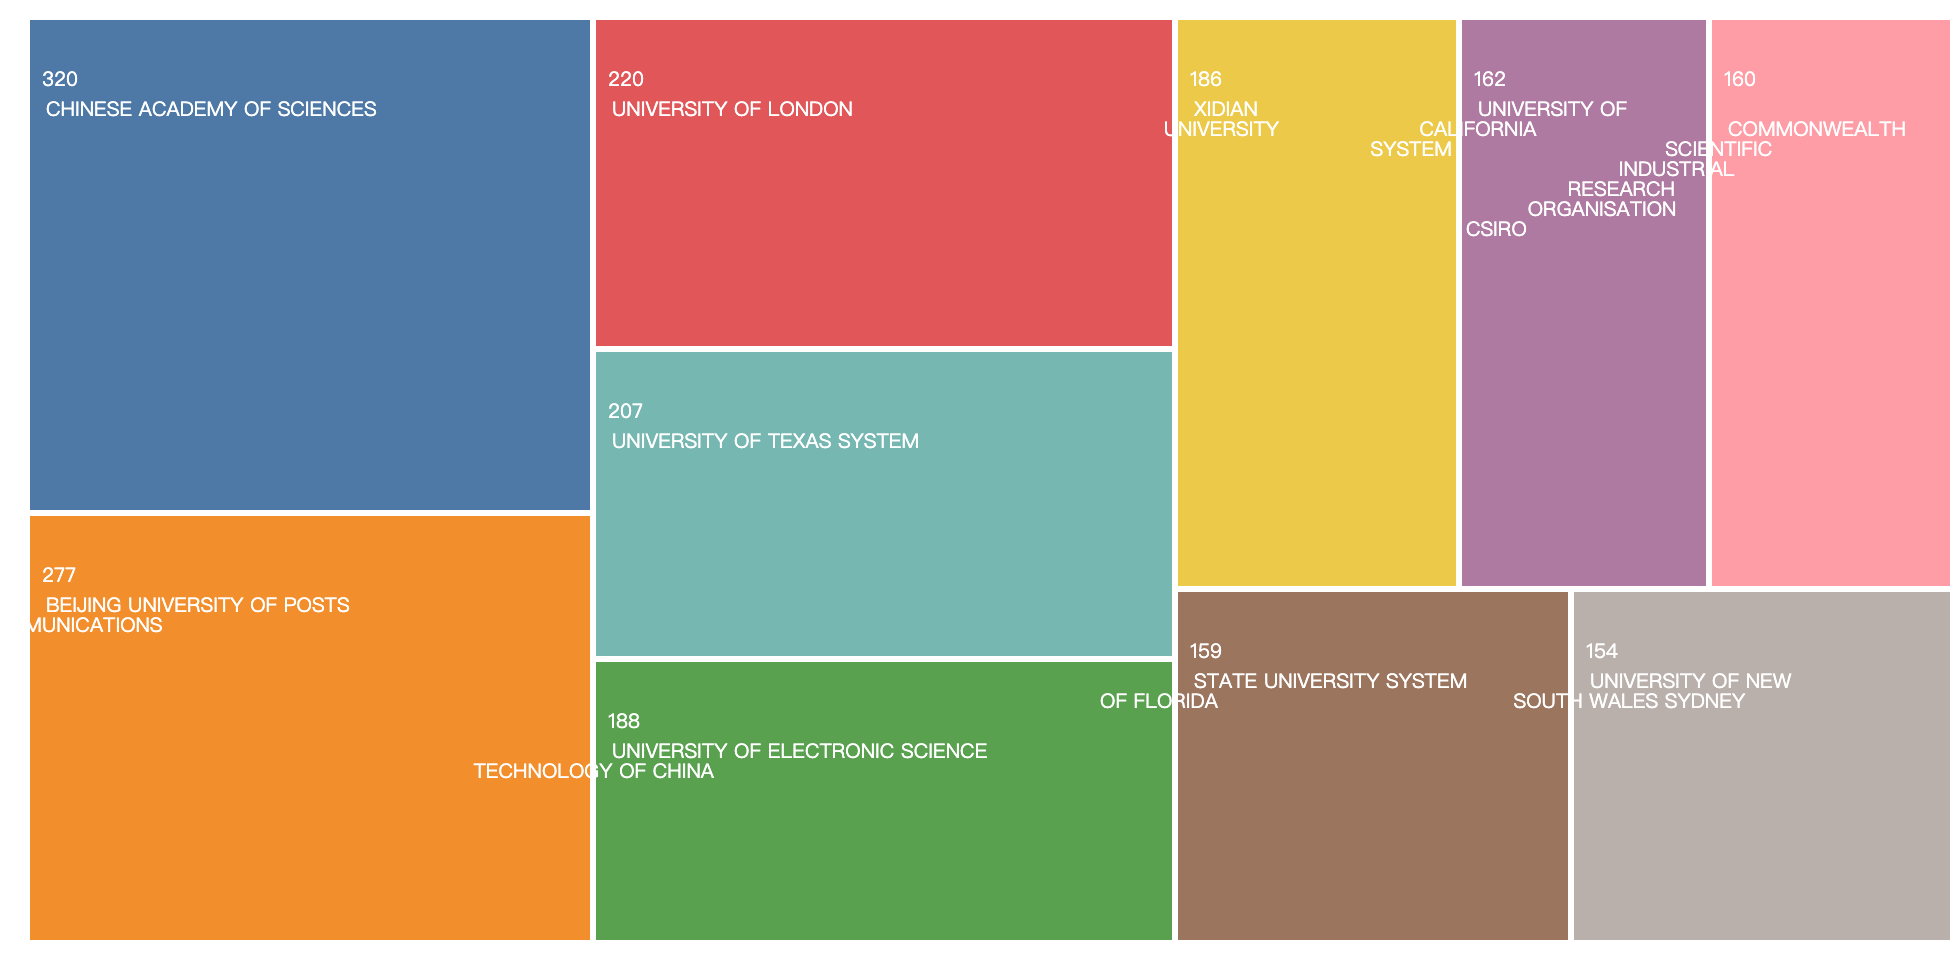 320
CHINESE ACADEMY OF SCIENCES
277
BEIJING UNIVERSITY OF POSTS
MUNICATIONS
220
UNIVERSITY OF LONDON
207
UNIVERSITY OF TEXAS SYSTEM
188
UNIVERSITY OF ELECTRONIC SCIENCE
TECHNOLOGY OF CHINA
186
XIDIAN
UNIVERSITY
162
UNIVERSITY OF
CALIFORNIA
SYSTEM
160
COMMONWEALTH
SCIENTIFIC
INDUSTRIAL
RESEARCH
ORGANISATION
CSIRO
159
STATE UNIVERSITY SYSTEM
OF FLORIDA
154
UNIVERSITY OF NEW
SOUTH WALES SYDNEY